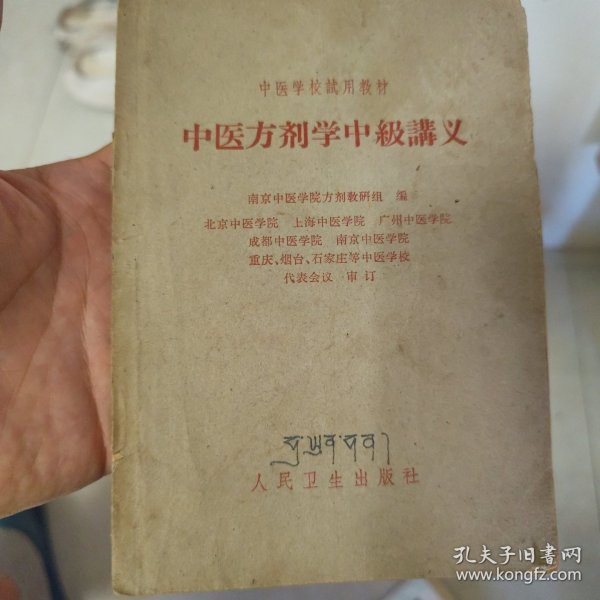 中医学校試用教材
中医方剂学中級講义
南京中医学院方剂教研组 编
北京中医学院 上海中医学院 广州中医学院
成都中医学院 南京中医学院
重庆、烟台、石家庄等中医学校
代表会议 审 订
人民卫生出版社
孔夫子旧書网
www.kongfz.com